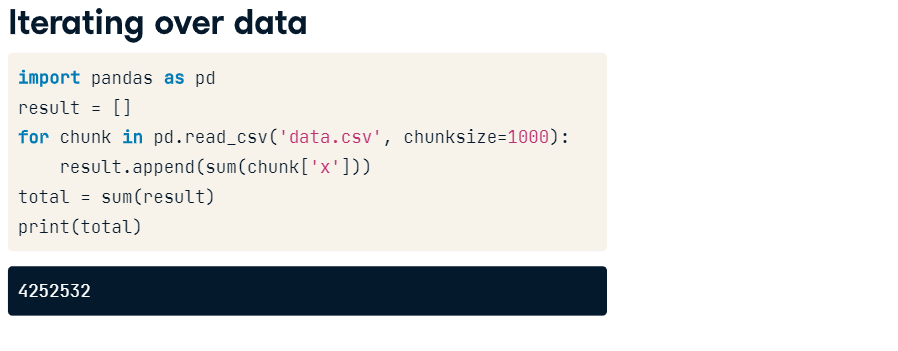 Iterating over data
import pandas as pd
result = []
for chunk in pd.read_csv('data.csv', chunksize=1000):
    result.append(sum(chunk['x']))
total = sum(result)
print(total)
4252532